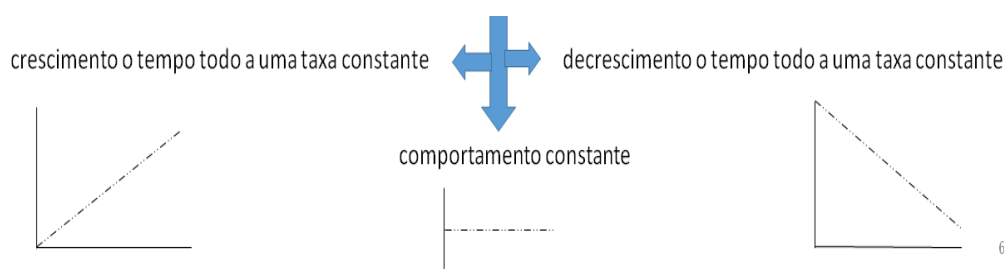 crescimento o tempo todo a uma taxa constante
decrescimento o tempo todo a uma taxa constante
comportamento constante
6